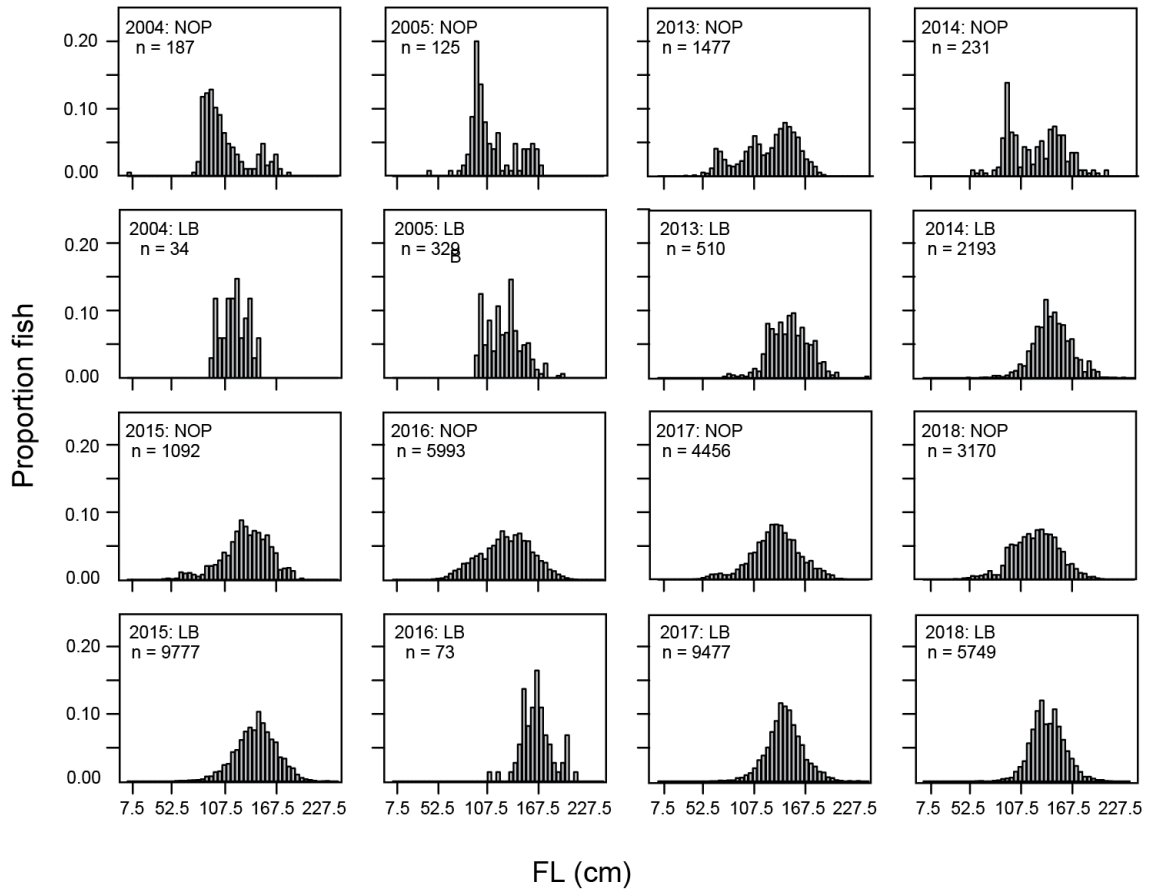 Proportion fish
2004: NOP
n = 187
2005: NOP
n = 125
2013: NOP
n = 1477
2014: NOP
n = 231
0.20
0.10
0.00
2004: LB
n = 34
2005: LB
n = 329
B
2013: LB
n = 510
2014: LB
n = 2193
0.20
0.10
0.00
2015: NOP
n = 1092
2016: NOP
n = 5993
2017: NOP
n = 4456
2018: NOP
n = 3170
0.20
0.10
0.00
2015: LB
n = 9777
2016: LB
n = 73
2017: LB
n = 9477
2018: LB
n = 5749
0.20
0.10
0.00
7.5 52.5 107.5 167.5 227.5 7.5 52.5 107.5 167.5 7.5 52.5 107.5 167.5 227.5 7.5 52.5 107.5 167.5 227.5
FL (cm)